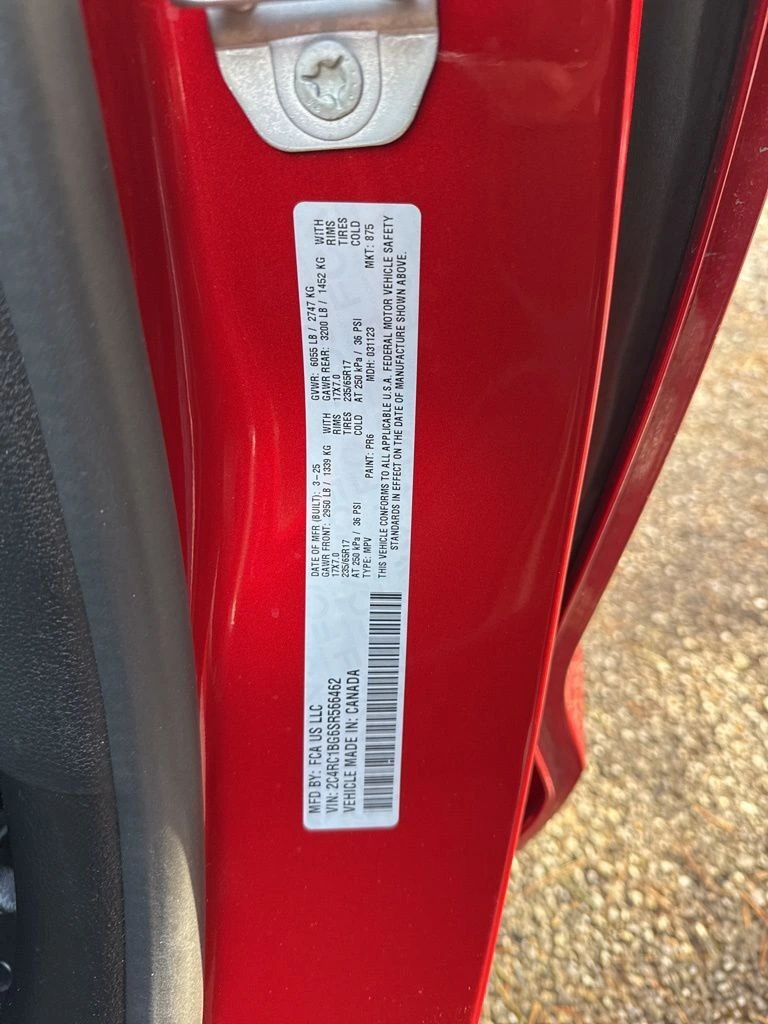 MFD BY: FCA US LLC
VIN: 2C4RC1BG6SR566462
VEHICLE MADE IN: CANADA
DATE OF MFR (BUILT): 3-25 GVWR: 6055 LB / 2747 KG
GAWR FRONT: 2950 LB / 1339 KG WITH GAWR REAR: 3200 LB / 1452 KG WITH
17X7.0 RIMS 17X7.0 RIMS
235/65R17 TIRES 235/65R17 TIRES
AT 250 kPa / 36 PSI COLD AT 250 kPa / 36 PSI COLD
TYPE: MPV PAINT: PR6 MDH: 031123 MKT: 875
THIS VEHICLE CONFORMS TO ALL APPLICABLE U.S.A. FEDERAL MOTOR VEHICLE SAFETY
STANDARDS IN EFFECT ON THE DATE OF MANUFACTURE SHOWN ABOVE.